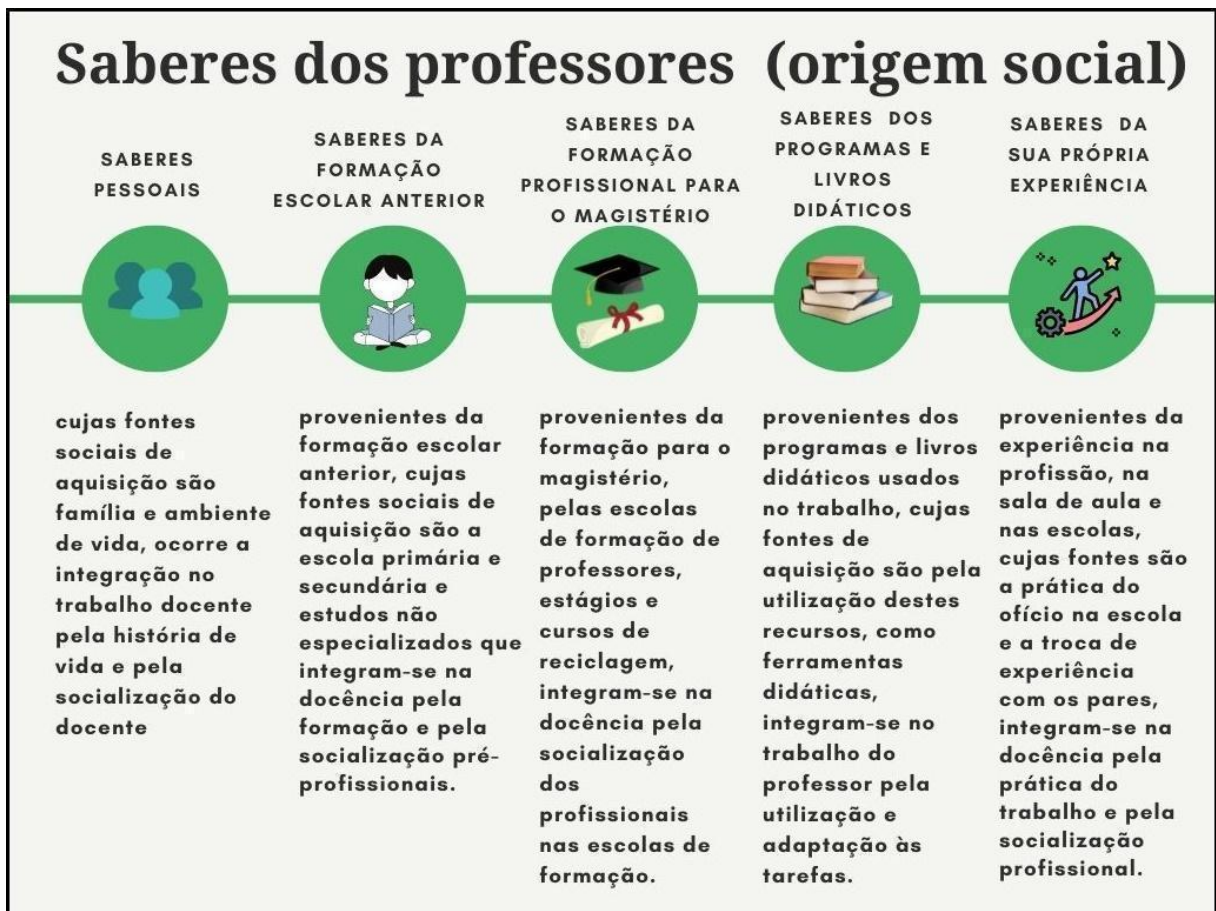 Saberes dos professores (origem social)
SABERES
PESSOAIS
SABERES DA
FORMAÇÃO
ESCOLAR ANTERIOR
SABERES DA
FORMAÇÃO
PROFISSIONAL PARA
O MAGISTÉRIO
SABERES DOS
PROGRAMAS E
LIVROS
DIDÁTICOS
SABERES DA
SUA PRÓPRIA
EXPERIÊNCIA
cujas fontes
sociais de
aquisição são
família e ambiente
de vida, ocorre a
integração no
trabalho docente
pela história de
vida e pela
socialização do
docente
provenientes da
formação escolar
anterior, cujas
fontes sociais de
aquisição são a
escola primária e
secundária e
estudos não
especializados que
integram-se na
docência pela
formação e pela
socialização pré-
profissionais.
provenientes da
formação para o
magistério,
pelas escolas
de formação de
professores,
estágios e
cursos de
reciclagem,
integram-se na
docência pela
socialização
dos
profissionais
nas escolas de
formação.
provenientes dos
programas e livros
didáticos usados
no trabalho, cujas
fontes de
aquisição são pela
utilização destes
recursos, como
ferramentas
didáticas,
integram-se no
trabalho do
professor pela
utilização e
adaptação às
tarefas.
provenientes da
experiência na
profissão, na
sala de aula e
nas escolas,
cujas fontes são
a prática do
ofício na escola
e a troca de
experiência
com os pares,
integram-se na
docência pela
prática do
trabalho e pela
socialização
profissional.